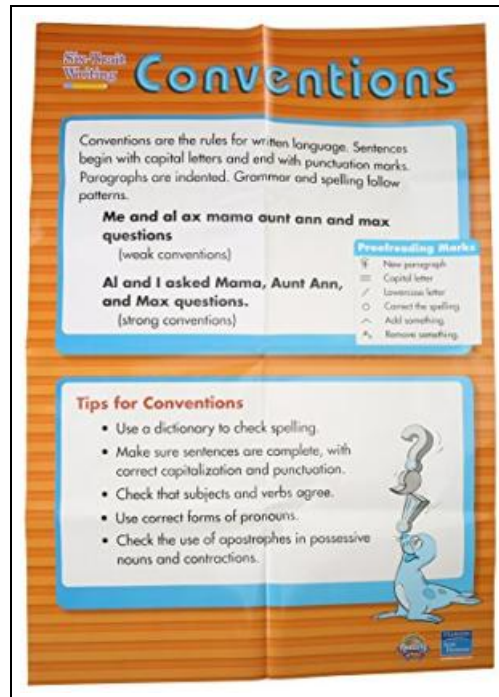 Six-Trait
Writing
Conventions
Conventions are the rules for written language. Sentences
begin with capital letters and end with punctuation marks.
Paragraphs are indented. Grammar and spelling follow
patterns.
Me and al ax mama aunt ann and max
questions
(weak conventions)
Al and I asked Mama, Aunt Ann,
and Max questions.
(strong conventions)
Proofreading Marks
New paragraph
Capital letter
Lowercase letter
Correct the spelling.
Add something.
Remove something.
Tips for Conventions
• Use a dictionary to check spelling.
• Make sure sentences are complete, with
correct capitalization and punctuation.
• Check that subjects and verbs agree.
• Use correct forms of pronouns.
• Check the use of apostrophes in possessive
nouns and contractions.
PEARSON